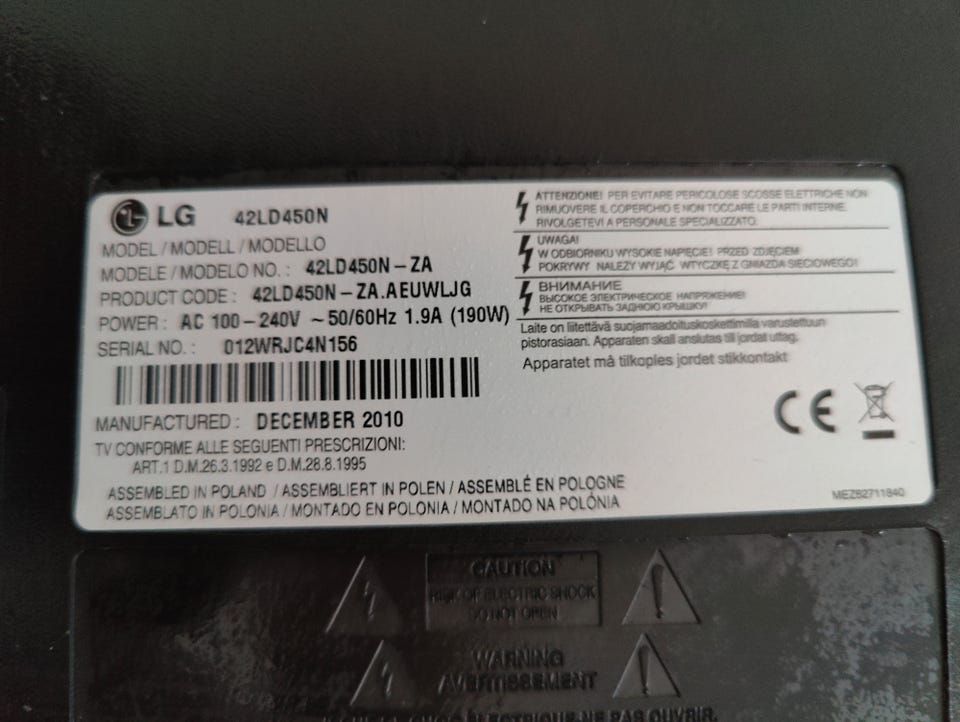 LG 42LD450N
MODEL / MODELL / MODELLO
MODELE / MODELO NO. : 42LD450N-ZA
PRODUCT CODE : 42LD450N-ZA.AEUWLJG
POWER : AC 100-240V ~50/60Hz 1.9A (190W)
SERIAL NO. : 012WRJC4N156
MANUFACTURED : DECEMBER 2010
TV CONFORME ALLE SEGUENTI PRESCRIZIONI:
ART.1 D.M.26.3.1992 e D.M.28.8.1995
ASSEMBLED IN POLAND / ASSEMBLIERT IN POLEN / ASSEMBLÉ EN POLOGNE
ASSEMBLATO IN POLONIA / MONTADO EN POLONIA / MONTADO NA POLÓNIA
ATTENZIONE! PER EVITARE PERICOLOSE SCOSSE ELETTRICHE NON
RIMUOVERE IL COPERCHIO E NON TOCCARE LE PARTI INTERNE.
RIVOLGETEVI A PERSONALE SPECIALIZZATO.
UWAGA!
W ODBIORNIKU WYSOKIE NAPIĘCIE! PRZED ZDJĘCIEM
POKRYWY NALEŻY WYJĄĆ WTYCZKĘ Z GNIAZDA SIECIOWEGO!
ВНИМАНИЕ
ВЫСОКОЕ ЭЛЕКТРИЧЕСКОЕ НАПРЯЖЕНИЕ!
НЕ ОТКРЫВАТЬ ЗАДНЮЮ КРЫШКУ!
Laite on liitettävä suojamaadoituskoskettimilla varustettuun
pistorasiaan. Apparaten skall anslutas till jordat uttag.
Apparatet må tilkoples jordet stikkontakt
CE
MEZ62711840
CAUTION
RISK OF ELECTRIC SHOCK
DO NOT OPEN
WARNING
AVERTISSEMENT
ÉLECTRIQUE-NE PAS OUVRIR.